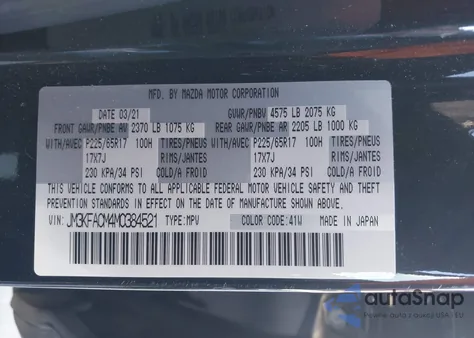 MFD. BY MAZDA MOTOR CORPORATION
DATE 03/21 GVWR/PNBV 4575 LB 2075 KG
FRONT GAWR/PNBE AV 2370 LB 1075 KG REAR GAWR/PNBE AR 2205 LB 1000 KG
WITH/AVEC P225/65R17 100H TIRES/PNEUS WITH/AVEC P225/65R17 100H TIRES/PNEUS
17X7J RIMS/JANTES 17X7J RIMS/JANTES
230 KPA/34 PSI COLD/A FROID 230 KPA/34 PSI COLD/A FROID
THIS VEHICLE CONFORMS TO ALL APPLICABLE FEDERAL MOTOR VEHICLE SAFETY AND THEFT
PREVENTION STANDARDS IN EFFECT ON THE DATE OF MANUFACTURE SHOWN ABOVE.
VIN:JM3KFACM4M0384521 TYPE:MPV COLOR CODE:41W MADE IN JAPAN
autoSnap
Pewne auta z aukcji USA i EU